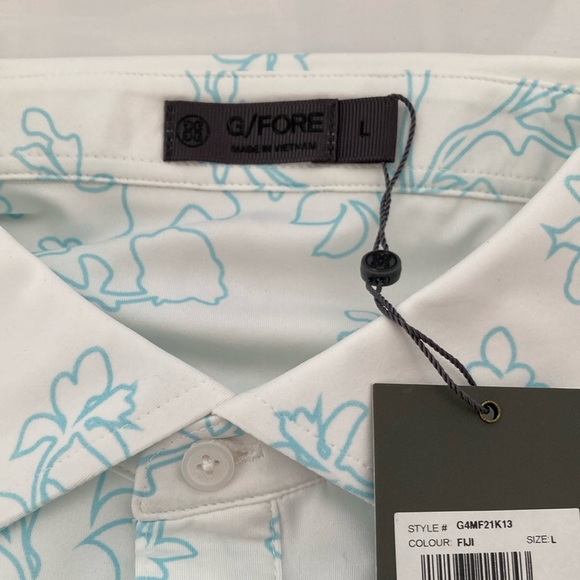 G/FORE
MADE IN VIETNAM
L
STYLE # G4MF21K13
COLOUR: FIJI SIZE: L